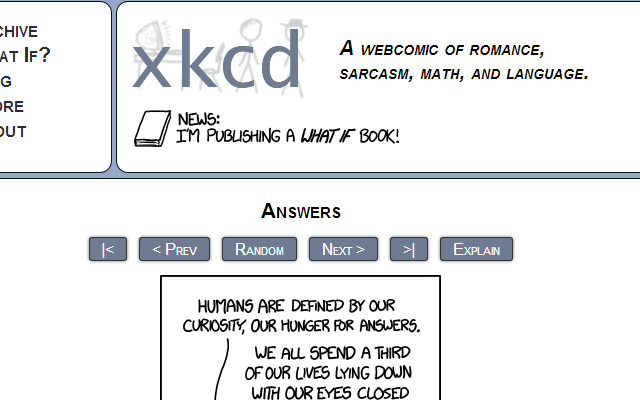 CHIVE
AT IF?
G
ORE
OUT
xkcd
A WEBCOMIC OF ROMANCE,
SARCASM, MATH, AND LANGUAGE.
NEWS:
I'M PUBLISHING A WHAT IF BOOK!
ANSWERS
|<
< PREV
RANDOM
NEXT >
>|
EXPLAIN
HUMANS ARE DEFINED BY OUR
CURIOSITY, OUR HUNGER FOR ANSWERS.
WE ALL SPEND A THIRD
OF OUR LIVES LYING DOWN
WITH OUR EYES CLOSED